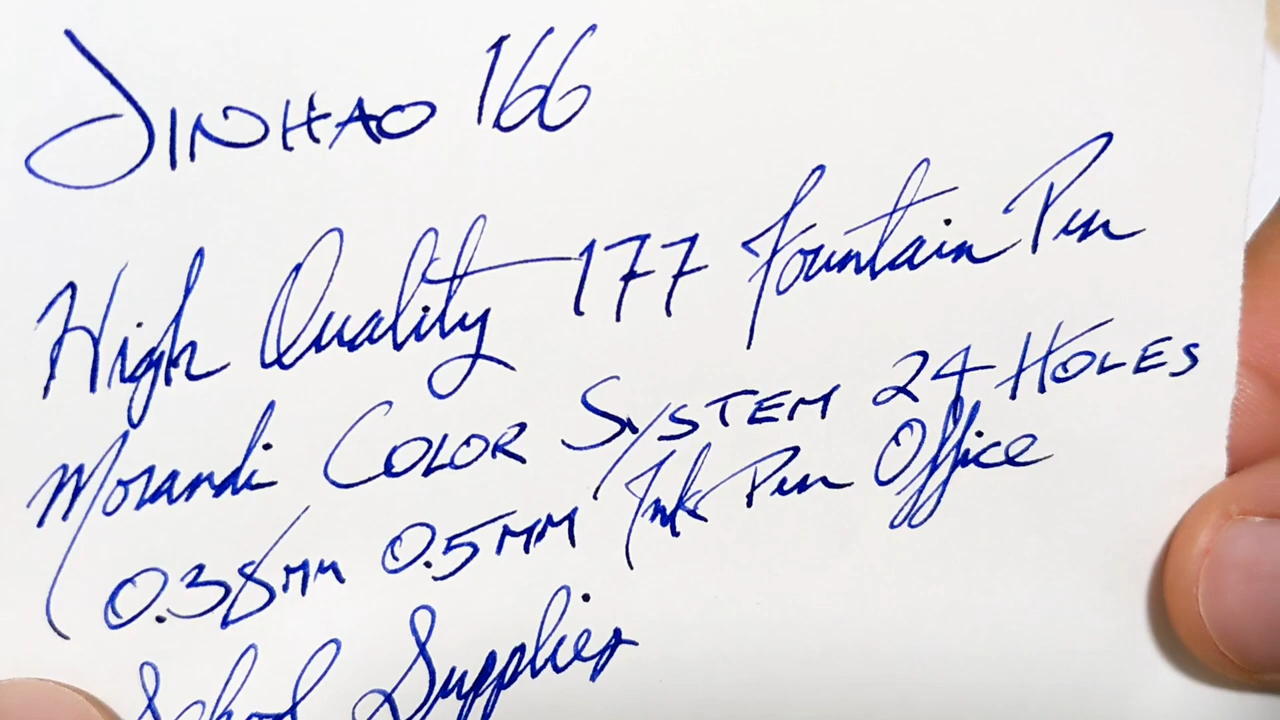 JINHAO 166
High Quality 177 Fountain Pen
Morandi COLOR SYSTEM 24 HOLES
0.38MM 0.5MM Ink Pen Office
School Supplies